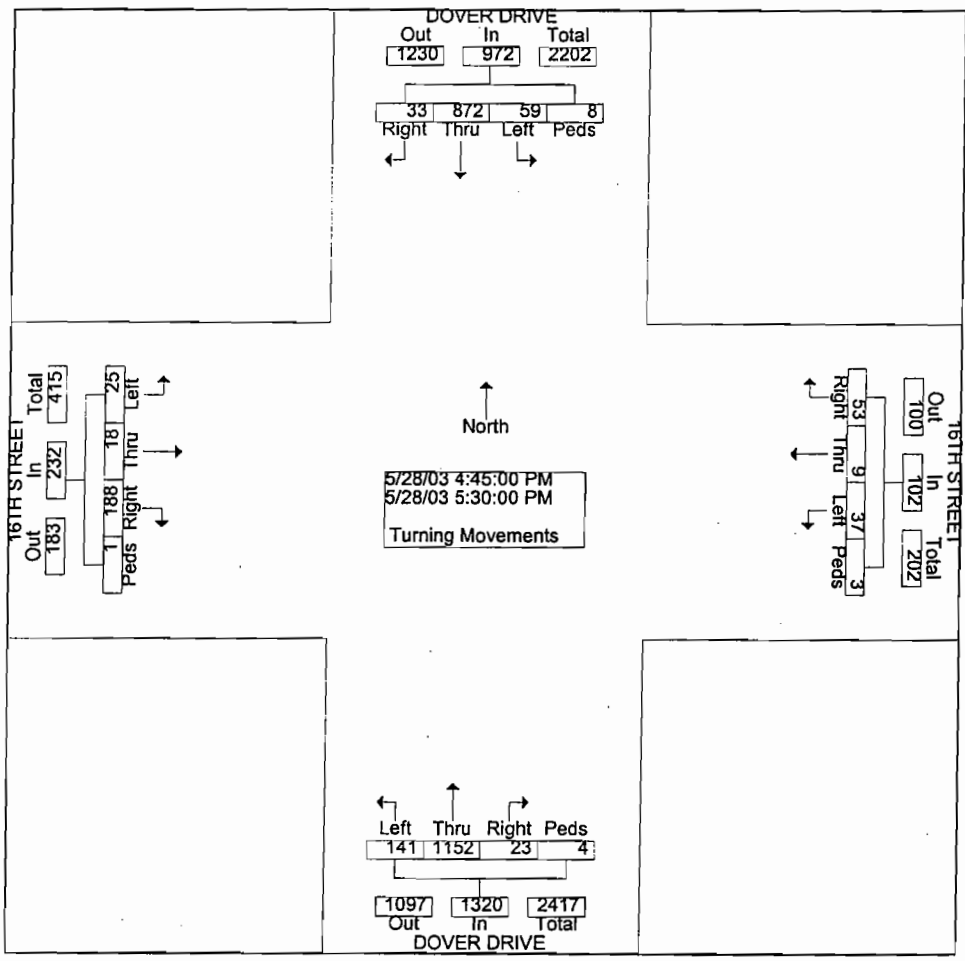 DOVER DRIVE
Out In Total
1230 972 2202
33 872 59 8
Right Thru Left Peds
16TH STREET
Total In Out
415 232 183
25 18 188 1
Left Thru Right Peds
North
5/28/03 4:45:00 PM
5/28/03 5:30:00 PM
Turning Movements
Right Thru Left Peds
53 9 37 3
Out In Total
100 102 202
16TH STREET
Left Thru Right Peds
141 1152 23 4
1097 1320 2417
Out In Total
DOVER DRIVE